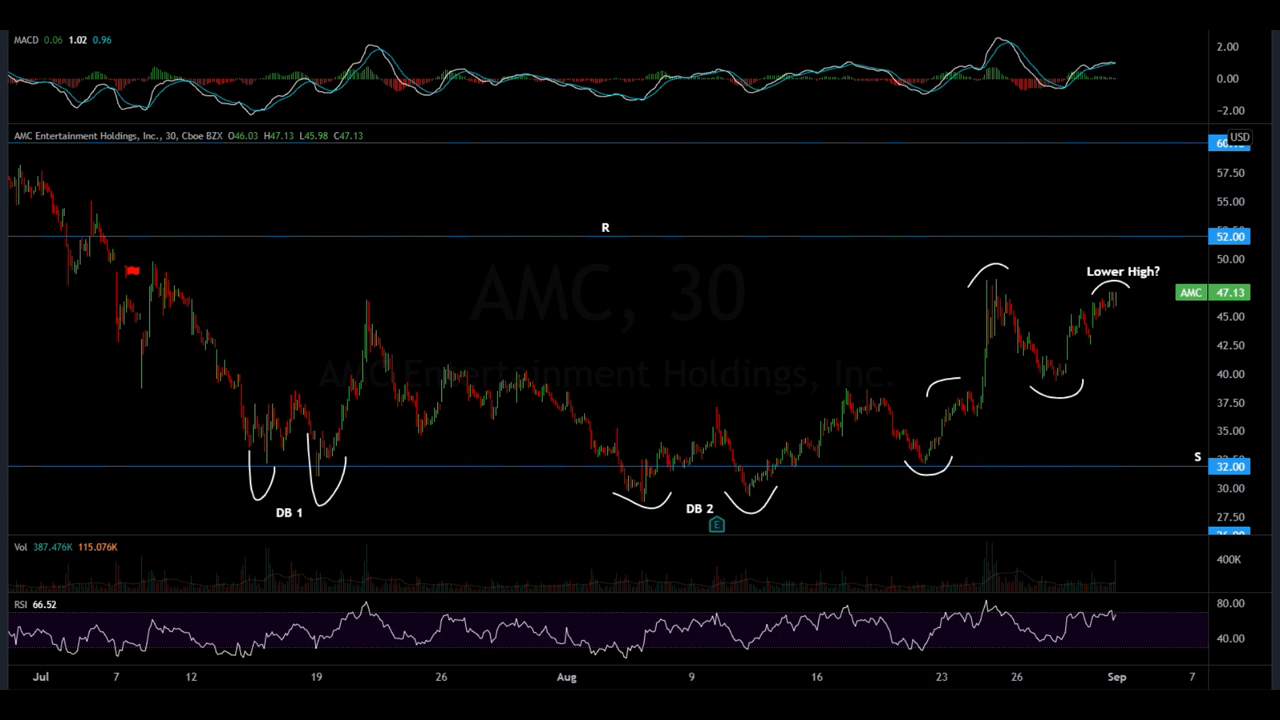 MACD 0.06 1.02 0.96
2.00
0.00
−2.00
AMC Entertainment Holdings, Inc., 30, Cboe BZX O46.03 H47.13 L45.98 C47.13
USD
57.50
55.00
R
52.00
50.00
Lower High?
AMC, 30
AMC 47.13
45.00
42.50
AMC Entertainment Holdings, Inc.
40.00
37.50
35.00
S
32.00
30.00
DB 1
DB 2
27.50
E
Vol 387.476K 115.076K
400K
RSI 66.52
80.00
40.00
Jul 7 12 19 26 Aug 9 16 23 26 Sep 7